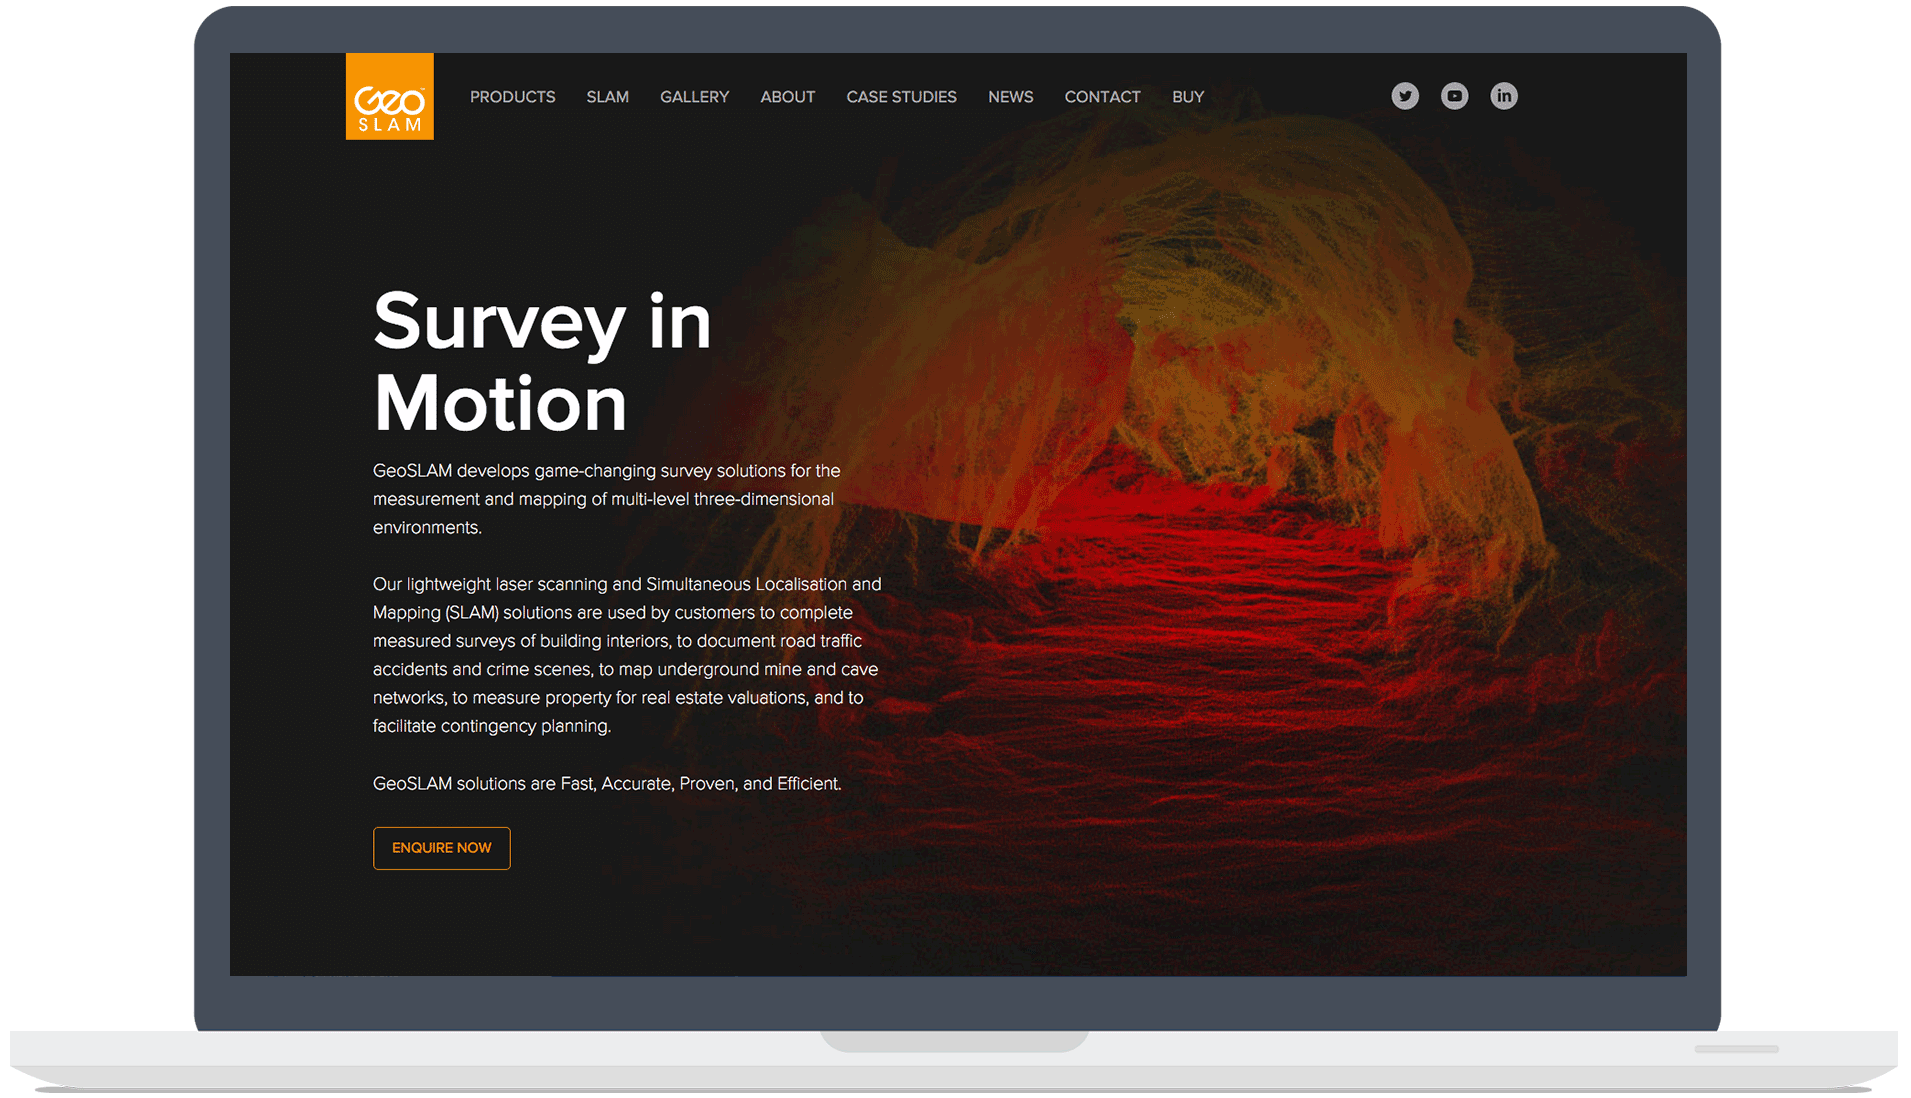 Geo
SLAM
PRODUCTS SLAM GALLERY ABOUT CASE STUDIES NEWS CONTACT BUY
in
Survey in
Motion
GeoSLAM develops game-changing survey solutions for the
measurement and mapping of multi-level three-dimensional
environments.
Our lightweight laser scanning and Simultaneous Localisation and
Mapping (SLAM) solutions are used by customers to complete
measured surveys of building interiors, to document road traffic
accidents and crime scenes, to map underground mine and cave
networks, to measure property for real estate valuations, and to
facilitate contingency planning.
GeoSLAM solutions are Fast, Accurate, Proven, and Efficient.
ENQUIRE NOW